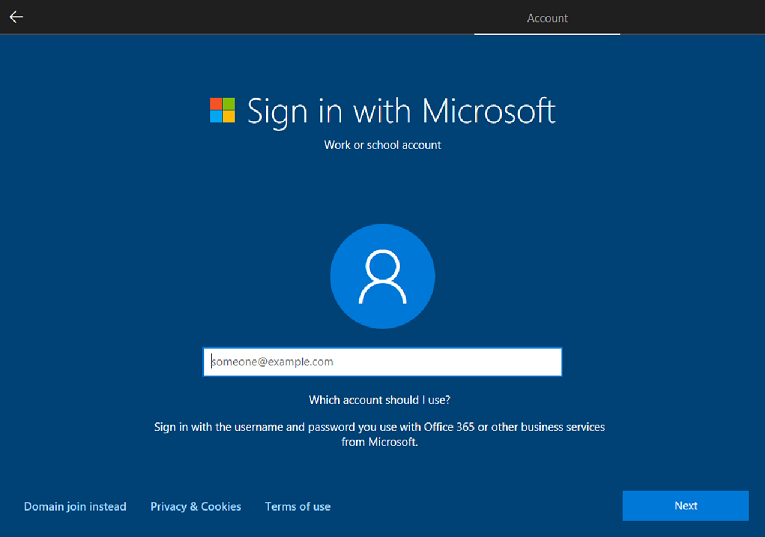 Account
Sign in with Microsoft
Work or school account
someone@example.com
Which account should I use?
Sign in with the username and password you use with Office 365 or other business services
from Microsoft.
Domain join instead
Privacy & Cookies
Terms of use
Next